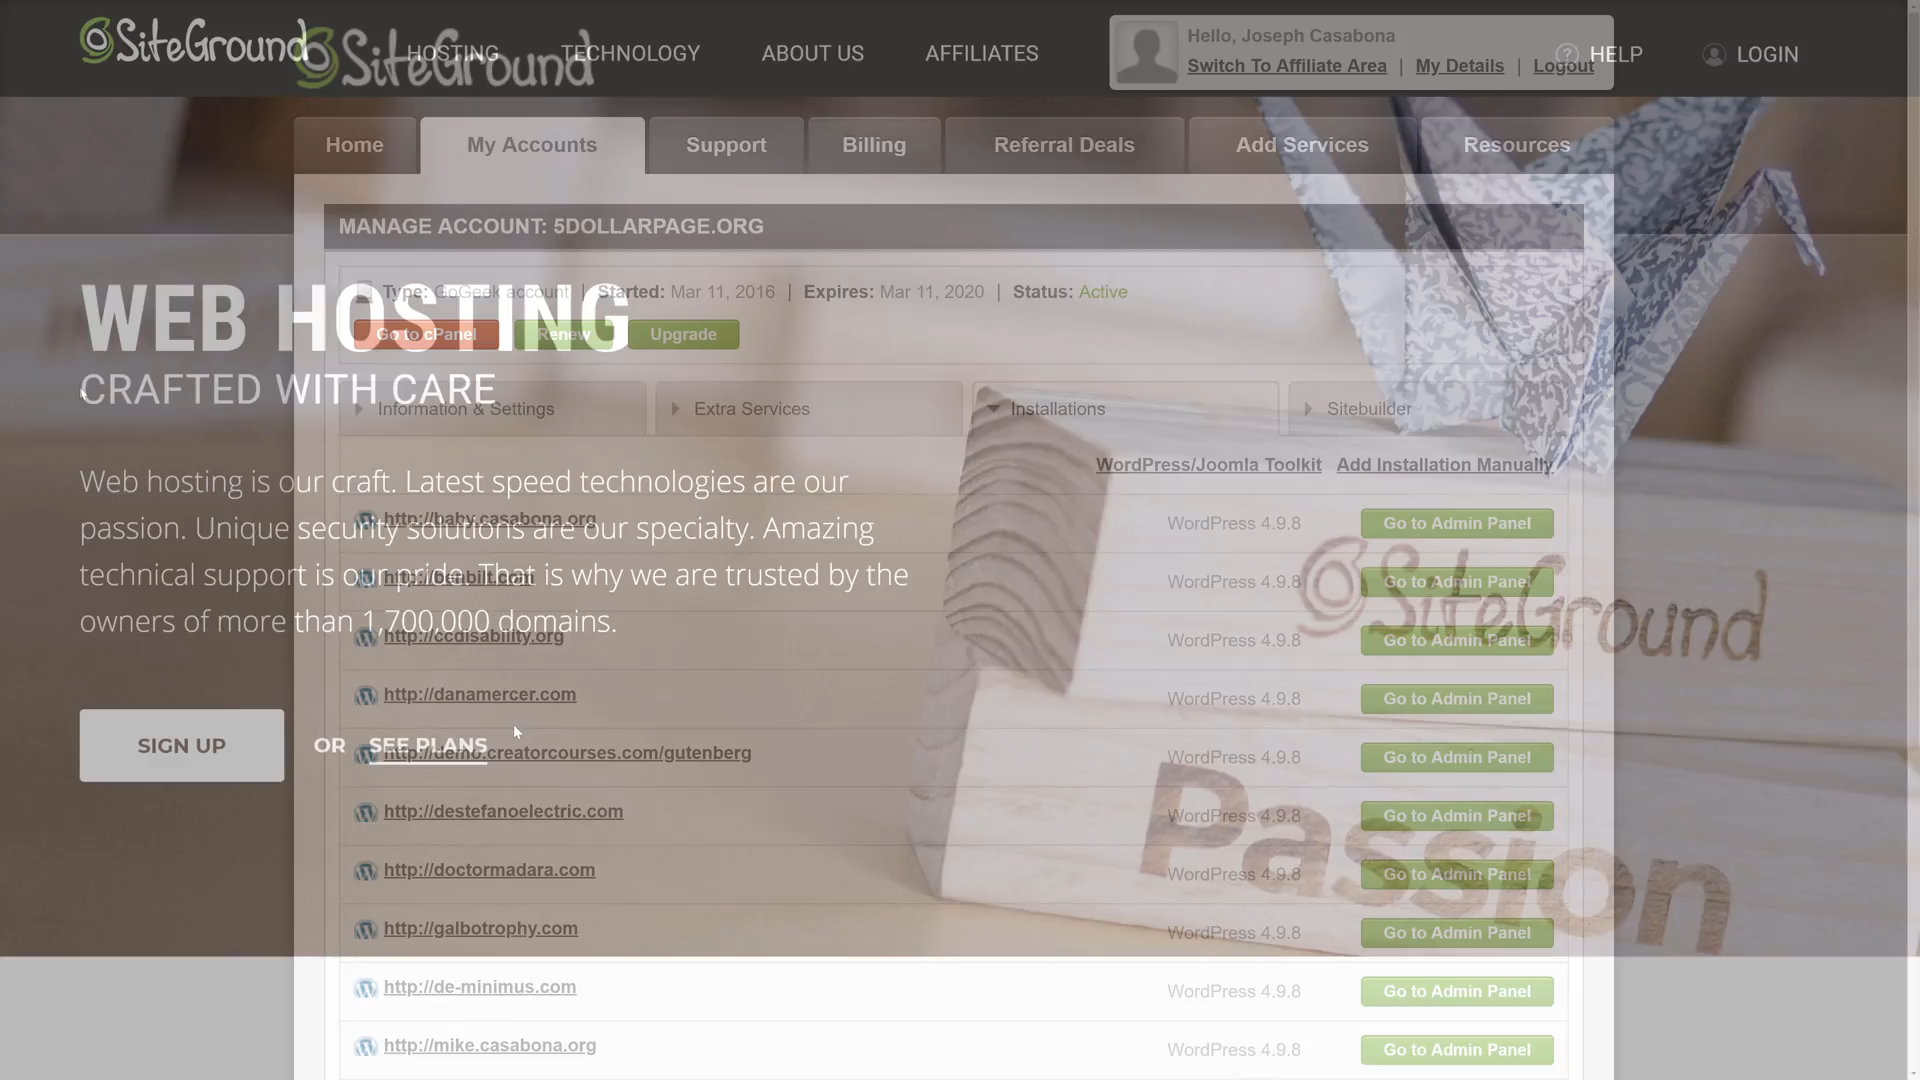 SiteGround
HOSTING
TECHNOLOGY
ABOUT US
AFFILIATES
HELP
LOGIN
SiteGround
Hello, Joseph Casabona
Switch To Affiliate Area | My Details | Logout
Home
My Accounts
Support
Billing
Referral Deals
Add Services
Resources
MANAGE ACCOUNT: 5DOLLARPAGE.ORG
Type: GoGeek account | Started: Mar 11, 2016 | Expires: Mar 11, 2020 | Status: Active
Go to cPanel
Renew
Upgrade
WEB HOSTING
CRAFTED WITH CARE
Information & Settings
Extra Services
Installations
Sitebuilder
WordPress/Joomla Toolkit
Add Installation Manually
Web hosting is our craft. Latest speed technologies are our
passion. Unique security solutions are our specialty. Amazing
technical support is our pride. That is why we are trusted by the
owners of more than 1,700,000 domains.
http://baby.casabona.org
WordPress 4.9.8
Go to Admin Panel
WordPress 4.9.8
Go to Admin Panel
http://ccdisability.org
WordPress 4.9.8
Go to Admin Panel
http://danamercer.com
WordPress 4.9.8
Go to Admin Panel
SIGN UP
OR
SEE PLANS
http://demo.creatorcourses.com/gutenberg
WordPress 4.9.8
Go to Admin Panel
http://destefanoelectric.com
WordPress 4.9.8
Go to Admin Panel
http://doctormadara.com
WordPress 4.9.8
Go to Admin Panel
http://galbotrophy.com
WordPress 4.9.8
Go to Admin Panel
http://de-minimus.com
WordPress 4.9.8
Go to Admin Panel
http://mike.casabona.org
WordPress 4.9.8
Go to Admin Panel
SiteGround
Passion